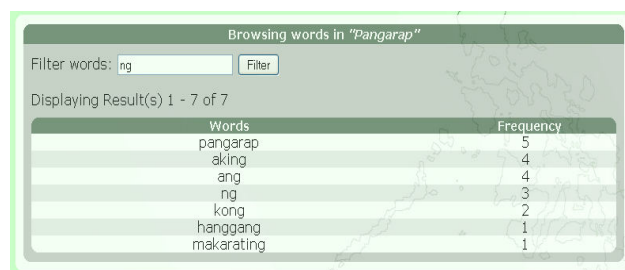 Browsing words in "Pangarap"
Filter words: ng Filter
Displaying Result(s) 1 - 7 of 7
Words Frequency
pangarap 5
aking 4
ang 4
ng 3
kong 2
hanggang 1
makarating 1